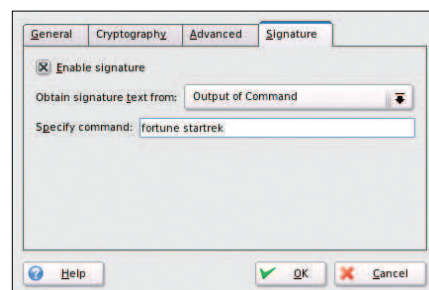 General Cryptography Advanced Signature
Enable signature
Obtain signature text from: Output of Command
Specify command: fortune startrek
Help OK Cancel